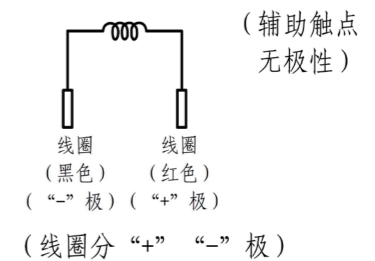 （辅助触点
无极性）
线圈 线圈
（黑色） （红色）
（“-”极）（“+”极）
（线圈分“+”“-”极）